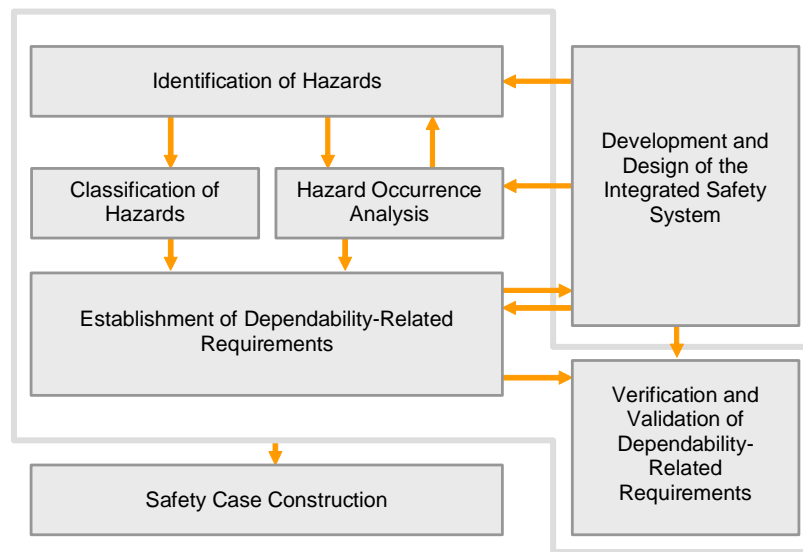 Identification of Hazards
Classification of
Hazards
Hazard Occurrence
Analysis
Development and
Design of the
Integrated Safety
System
Establishment of Dependability-Related
Requirements
Verification and
Validation of
Dependability-
Related
Requirements
Safety Case Construction